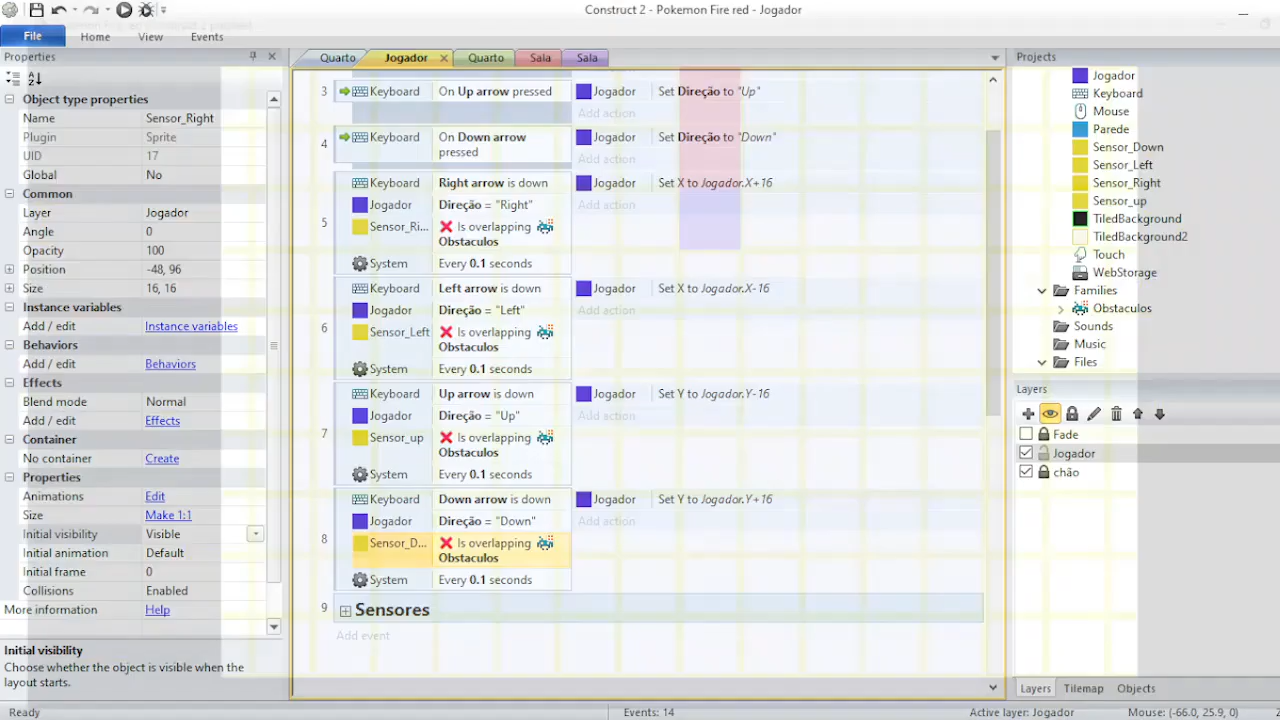 Construct 2 - Pokemon Fire red - Jogador
File Home View Events
Properties
Object type properties
Name Sensor_Right
Plugin Sprite
UID 17
Global No
Common
Layer Jogador
Angle 0
Opacity 100
Position -48, 96
Size 16, 16
Instance variables
Add / edit Instance variables
Behaviors
Add / edit Behaviors
Effects
Blend mode Normal
Add / edit Effects
Container
No container Create
Properties
Animations Edit
Size Make 1:1
Initial visibility Visible
Initial animation Default
Initial frame 0
Collisions Enabled
More information Help
Initial visibility
Choose whether the object is visible when the
layout starts.
Quarto Jogador Quarto Sala Sala
3 Keyboard On Up arrow pressed Jogador Set Direção to "Up"
Add action
4 Keyboard On Down arrow Jogador Set Direção to "Down"
pressed
Add action
Keyboard Right arrow is down Jogador Set X to Jogador.X+16
Jogador Direção = "Right" Add action
5 Sensor_Ri... Is overlapping
Obstaculos
System Every 0.1 seconds
Keyboard Left arrow is down Jogador Set X to Jogador.X-16
Jogador Direção = "Left" Add action
6 Sensor_Left Is overlapping
Obstaculos
System Every 0.1 seconds
Keyboard Up arrow is down Jogador Set Y to Jogador.Y-16
Jogador Direção = "Up" Add action
7 Sensor_up Is overlapping
Obstaculos
System Every 0.1 seconds
Keyboard Down arrow is down Jogador Set Y to Jogador.Y+16
Jogador Direção = "Down" Add action
8 Sensor_D... Is overlapping
Obstaculos
System Every 0.1 seconds
9 Sensores
Add event
Projects
Jogador
Keyboard
Mouse
Parede
Sensor_Down
Sensor_Left
Sensor_Right
Sensor_up
TiledBackground
TiledBackground2
Touch
WebStorage
Families
Obstaculos
Sounds
Music
Files
Layers
Fade
Jogador
chão
Layers Tilemap Objects
Ready Events: 14 Active layer: Jogador Mouse: (-66.0, 25.9, 0)